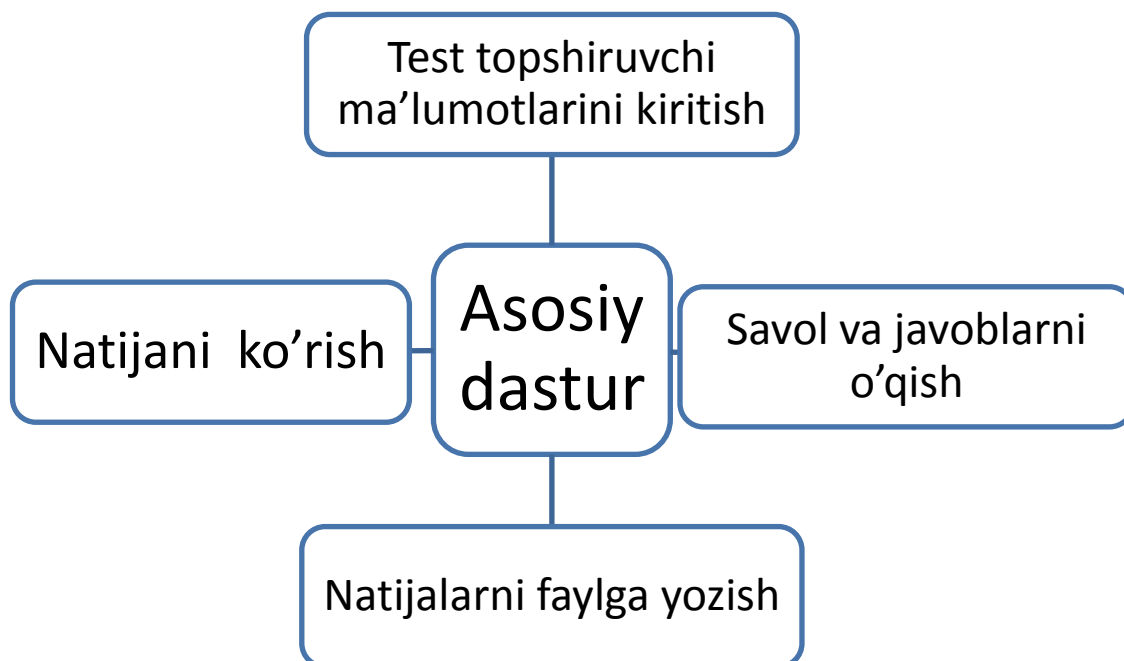 Test topshiruvchi
ma’lumotlarini kiritish
Natijani  ko’rish
Asosiy
dastur
Savol va javoblarni
o’qish
Natijalarni faylga yozish